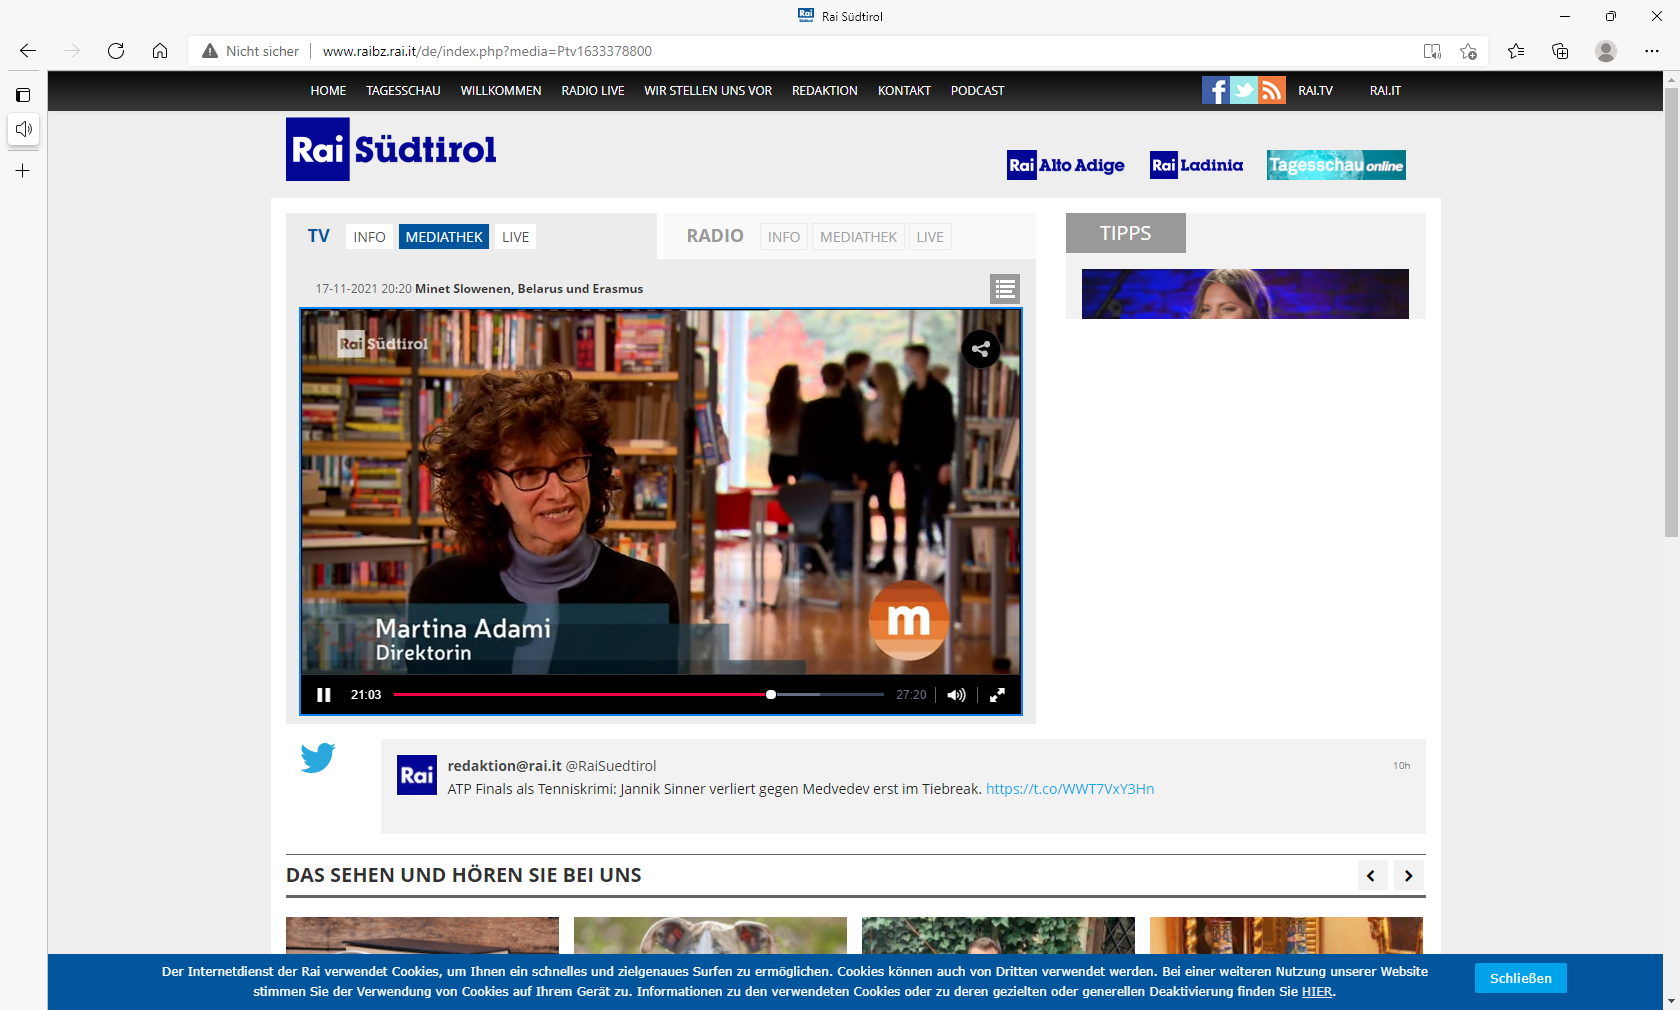 Rai Südtirol
Nicht sicher
www.raibz.rai.it/de/index.php?media=Ptv1633378800
HOME TAGESSCHAU WILLKOMMEN RADIO LIVE WIR STELLEN UNS VOR REDAKTION KONTAKT PODCAST
RAI.TV RAI.IT
Rai Südtirol
Rai Alto Adige Rai Ladinia Tagesschau online
TV INFO MEDIATHEK LIVE
RADIO INFO MEDIATHEK LIVE
TIPPS
17-11-2021 20:20 Minet Slowenen, Belarus und Erasmus
Rai Südtirol
m
Martina Adami
Direktorin
21:03 27:20
Rai
redaktion@rai.it @RaiSuedtirol 10h
ATP Finals als Tenniskrimi: Jannik Sinner verliert gegen Medvedev erst im Tiebreak. https://t.co/WWT7VxY3Hn
DAS SEHEN UND HÖREN SIE BEI UNS
Der Internetdienst der Rai verwendet Cookies, um Ihnen ein schnelles und zielgenaues Surfen zu ermöglichen. Cookies können auch von Dritten verwendet werden. Bei einer weiteren Nutzung unserer Website
stimmen Sie der Verwendung von Cookies auf Ihrem Gerät zu. Informationen zu den verwendeten Cookies oder zu deren gezielten oder generellen Deaktivierung finden Sie HIER.
Schließen